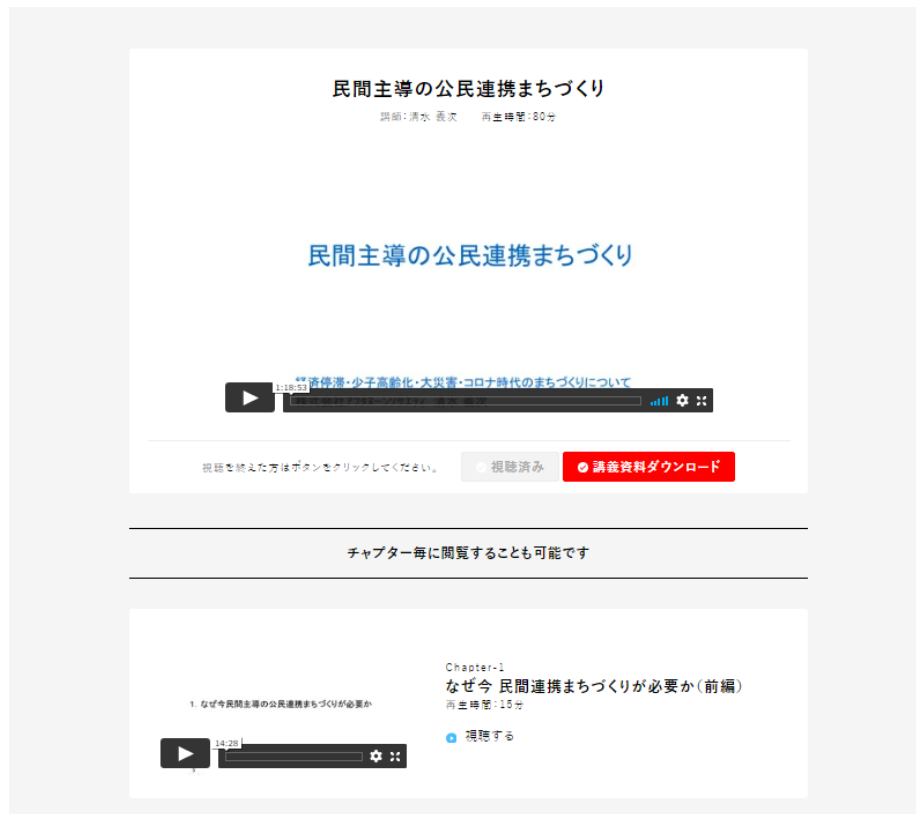 民間主導の公民連携まちづくり
講師：清水 義次　再生時間：80分
民間主導の公民連携まちづくり
経済停滞・少子高齢化・大災害・コロナ時代のまちづくりについて
1:18:53
視聴を終えた方はボタンをクリックしてください。
視聴済み
講義資料ダウンロード
チャプター毎に閲覧することも可能です
Chapter-1
なぜ今 民間連携まちづくりが必要か（前編）
再生時間：15分
視聴する
1. なぜ今民間主導の公民連携まちづくりが必要か
14:28